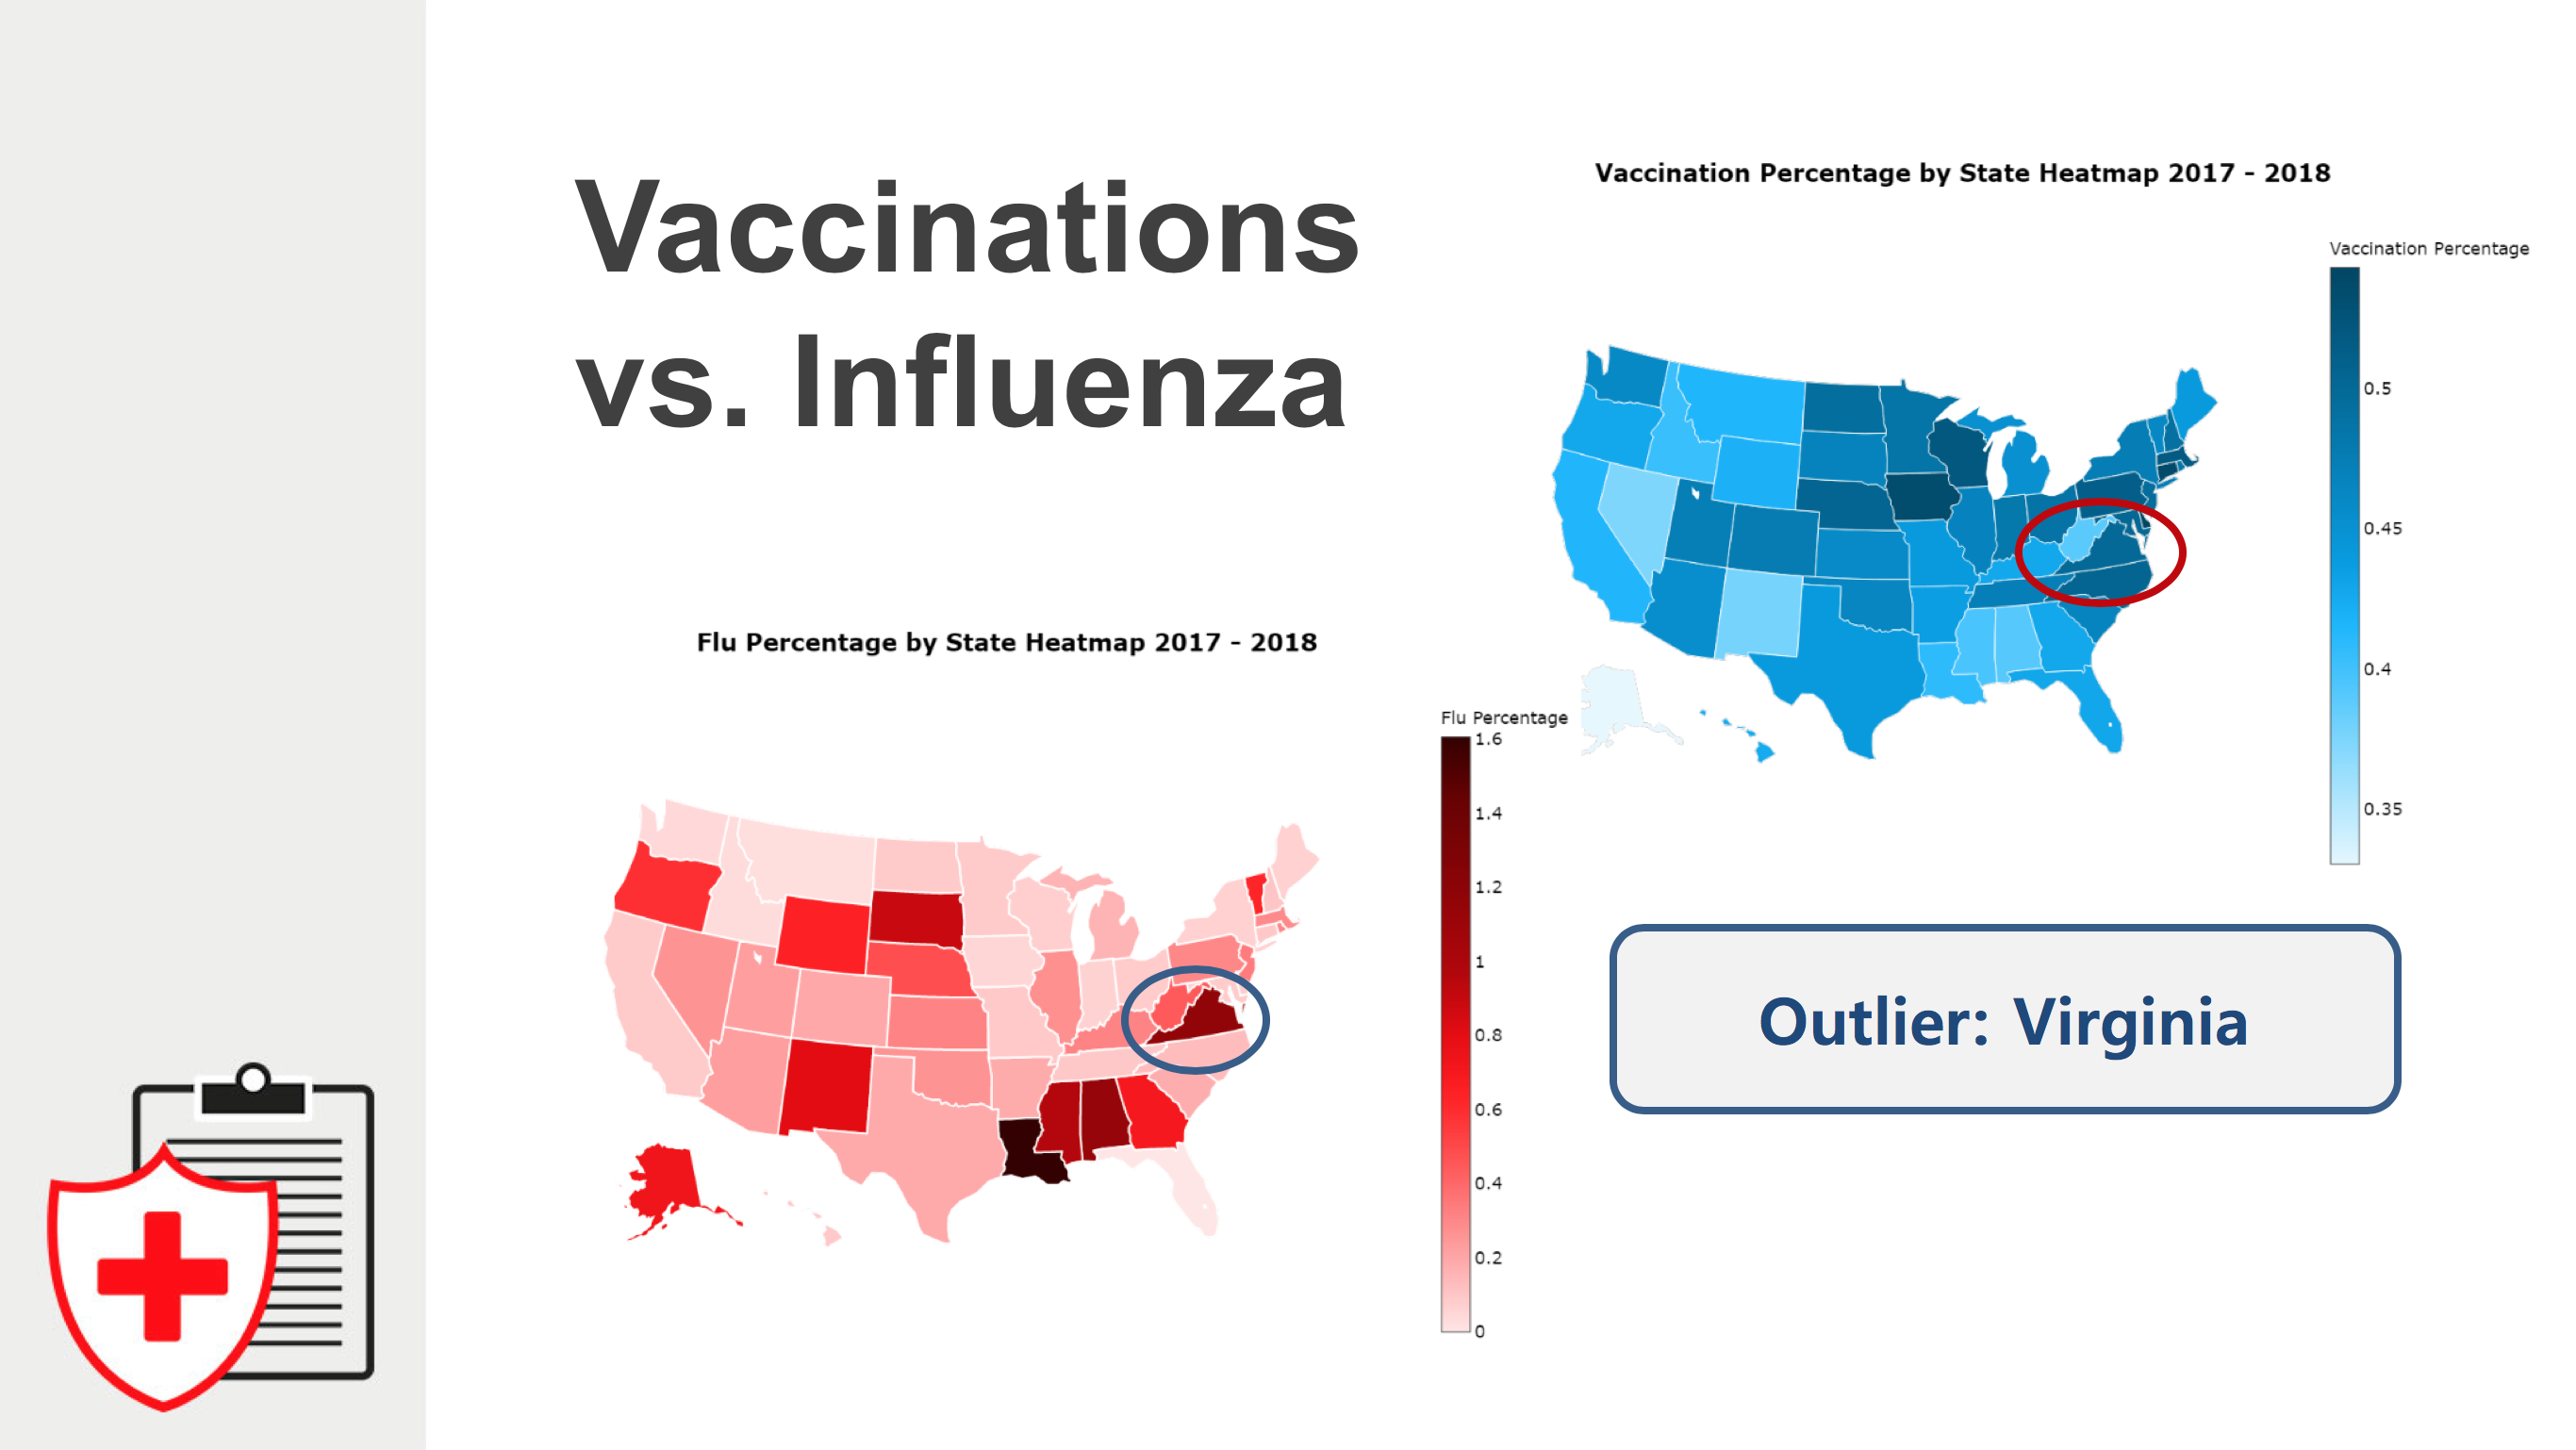 Vaccinations
vs. Influenza
Vaccination Percentage by State Heatmap 2017 - 2018
Vaccination Percentage
0.5
0.45
0.4
0.35
Flu Percentage by State Heatmap 2017 - 2018
Flu Percentage
1.6
1.4
1.2
1
0.8
0.6
0.4
0.2
0
Outlier: Virginia